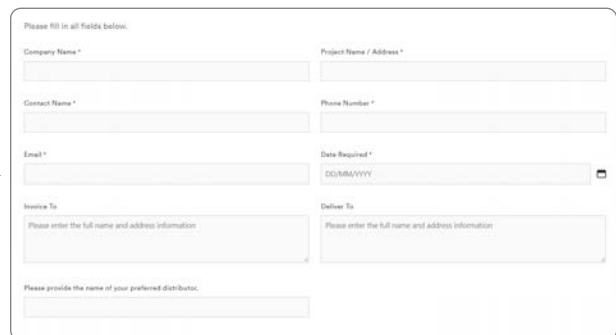 Please fill in all fields below.
Company Name *
Project Name / Address *
Contact Name *
Phone Number *
Email *
Date Required *
DD/MM/YYYY
Invoice To
Deliver To
Please enter the full name and address information
Please enter the full name and address information
Please provide the name of your preferred distributor.